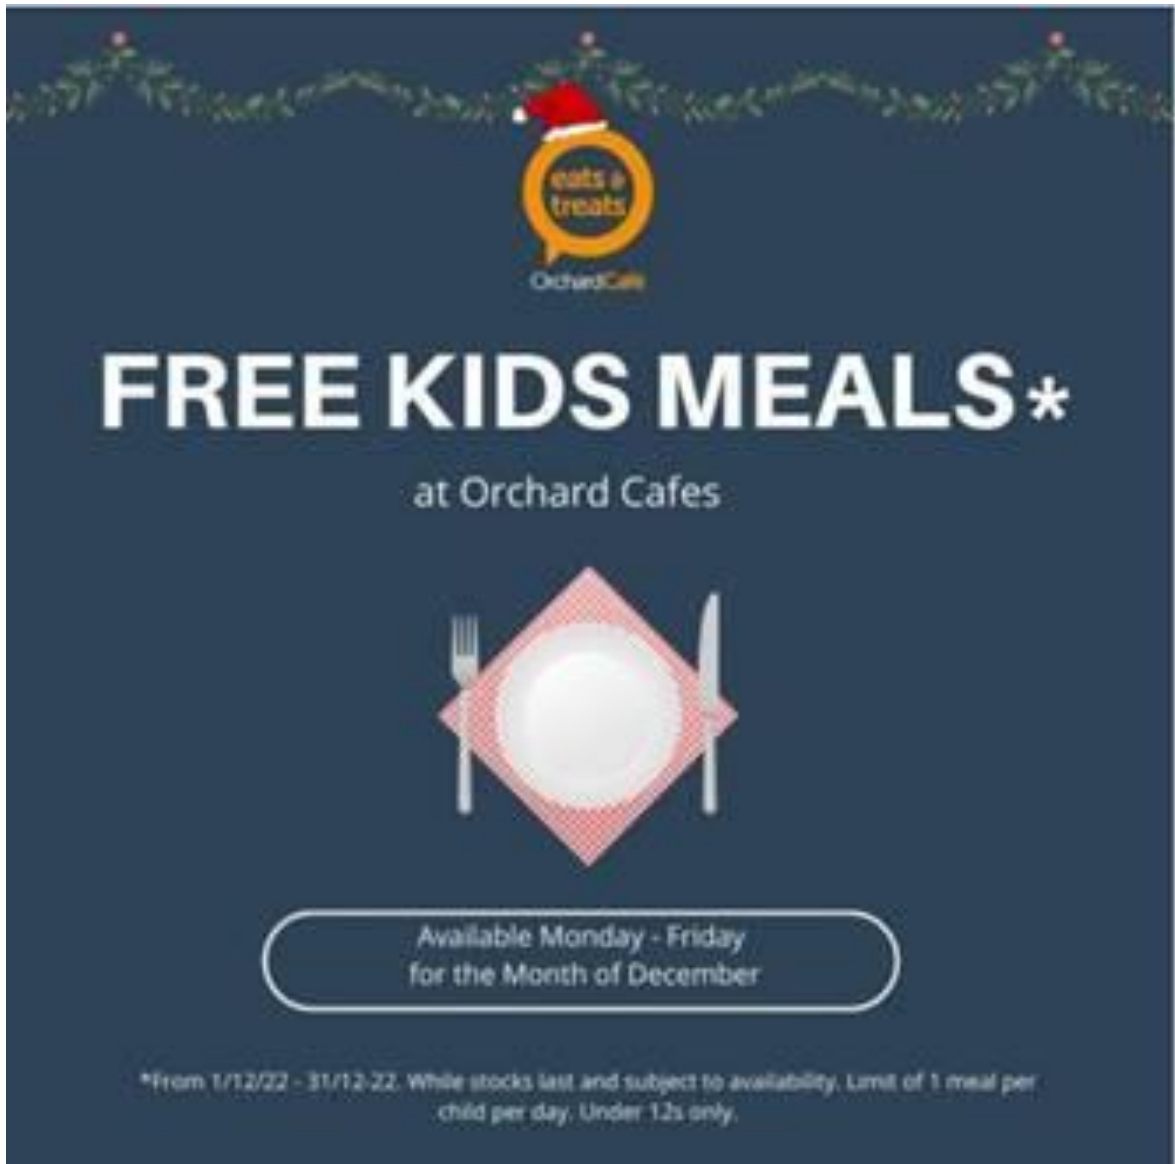 eats &
treats
OrchardCafé
FREE KIDS MEALS*
at Orchard Cafes
Available Monday - Friday
for the Month of December
*From 1/12/22 - 31/12-22. While stocks last and subject to availability. Limit of 1 meal per
child per day. Under 12s only.